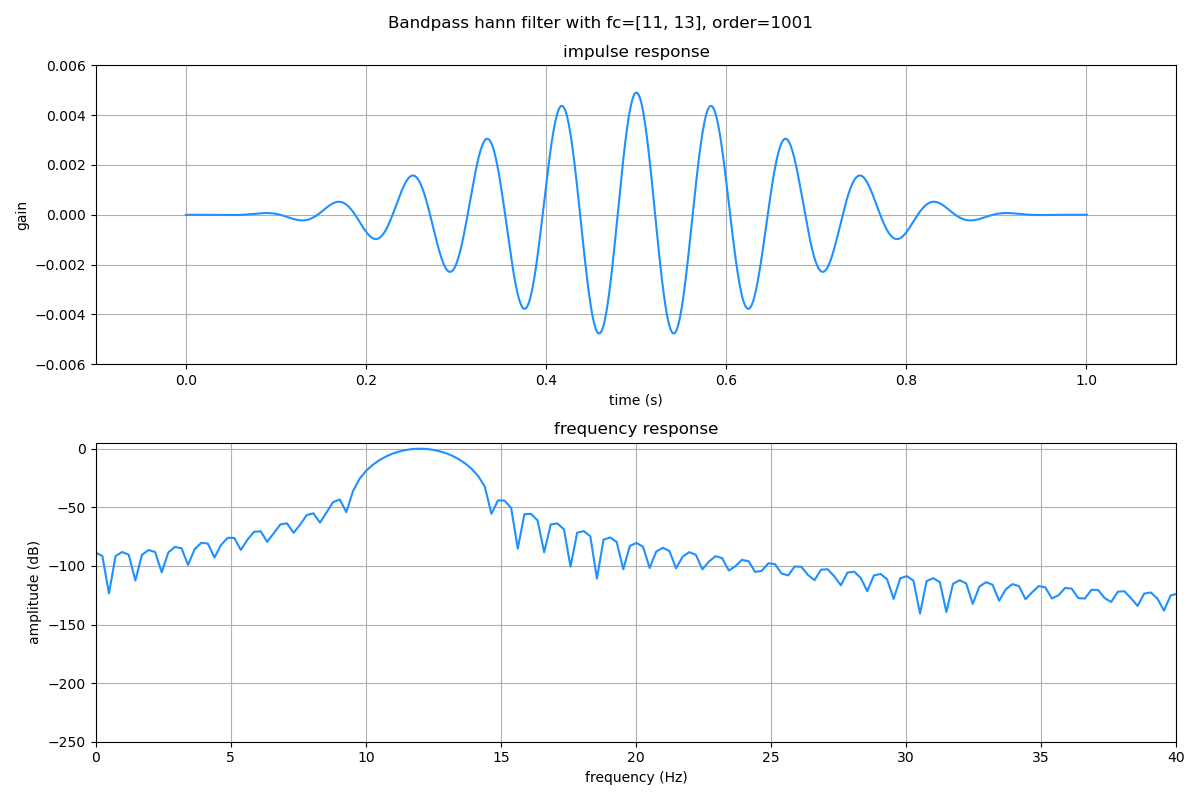 Bandpass hann filter with fc=[11, 13], order=1001
impulse response
0.006
0.004
0.002
0.000
−0.002
−0.004
−0.006
gain
0.0 0.2 0.4 0.6 0.8 1.0
time (s)
frequency response
0
−50
−100
−150
−200
−250
amplitude (dB)
0 5 10 15 20 25 30 35 40
frequency (Hz)